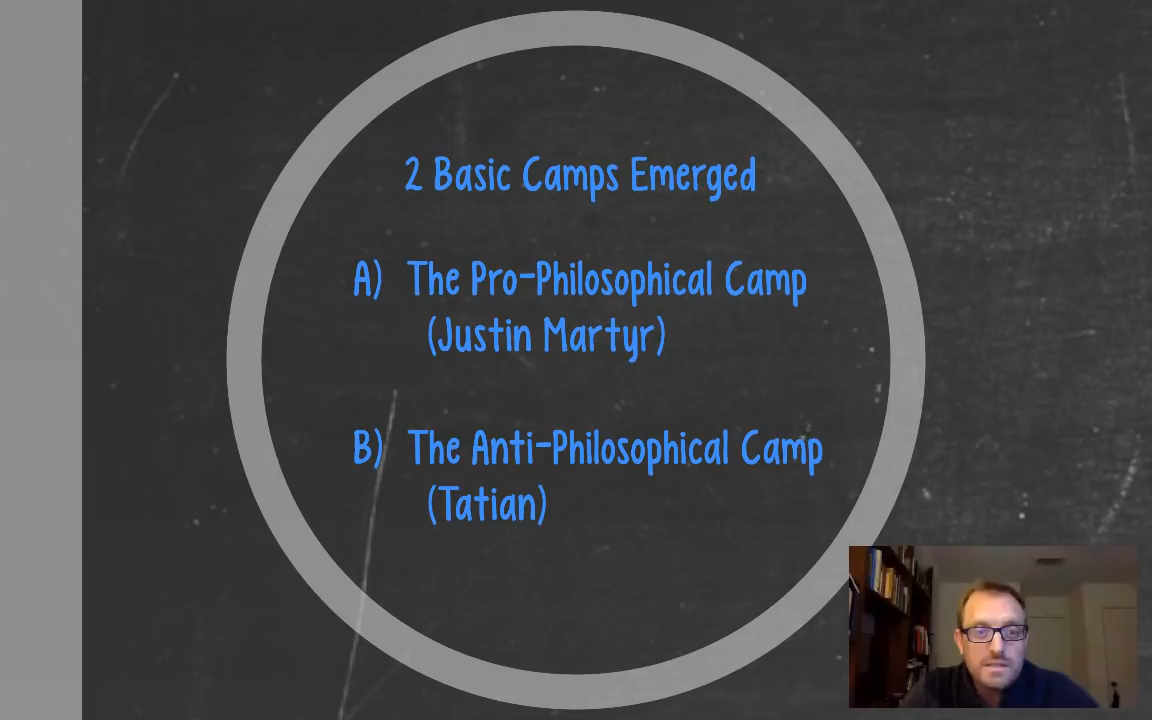 2 Basic Camps Emerged
A) The Pro-Philosophical Camp
(Justin Martyr)
B) The Anti-Philosophical Camp
(Tatian)